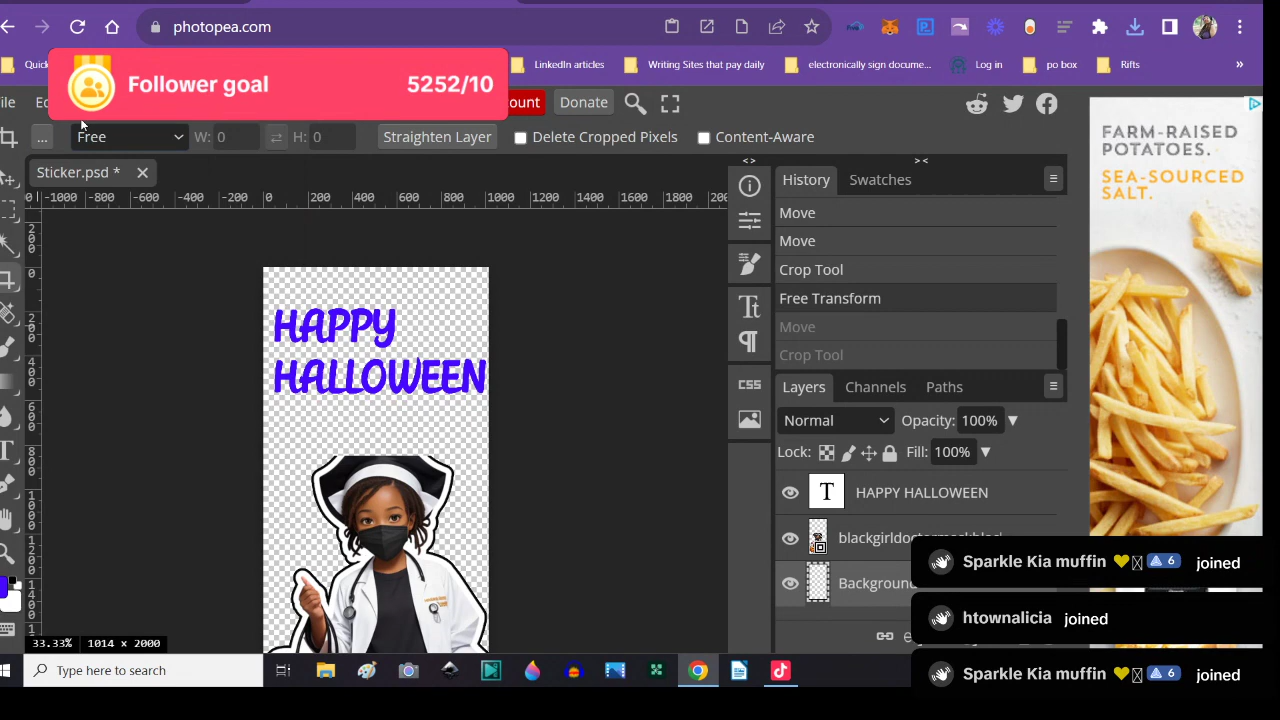 photopea.com
Quick
LinkedIn articles
Writing Sites that pay daily
electronically sign document...
Log in
po box
Rifts
»
Follower goal 5252/10
Donate
... Free W: 0 H: 0 Straighten Layer Delete Cropped Pixels Content-Aware
Sticker.psd *
< > > <
History Swatches
-1000 -800 -600 -400 -200 0 200 400 600 800 1000 1200 1400 1600 1800
Move
Move
Crop Tool
Free Transform
Move
Crop Tool
HAPPY
HALLOWEEN
CSS
Layers Channels Paths
Normal Opacity: 100%
Lock: Fill: 100%
T HAPPY HALLOWEEN
Background
FARM-RAISED
POTATOES.
SEA-SOURCED
SALT.
Sparkle Kia muffin 6 joined
htownalicia joined
Sparkle Kia muffin 6 joined
33.33% 1014 x 2000
Type here to search